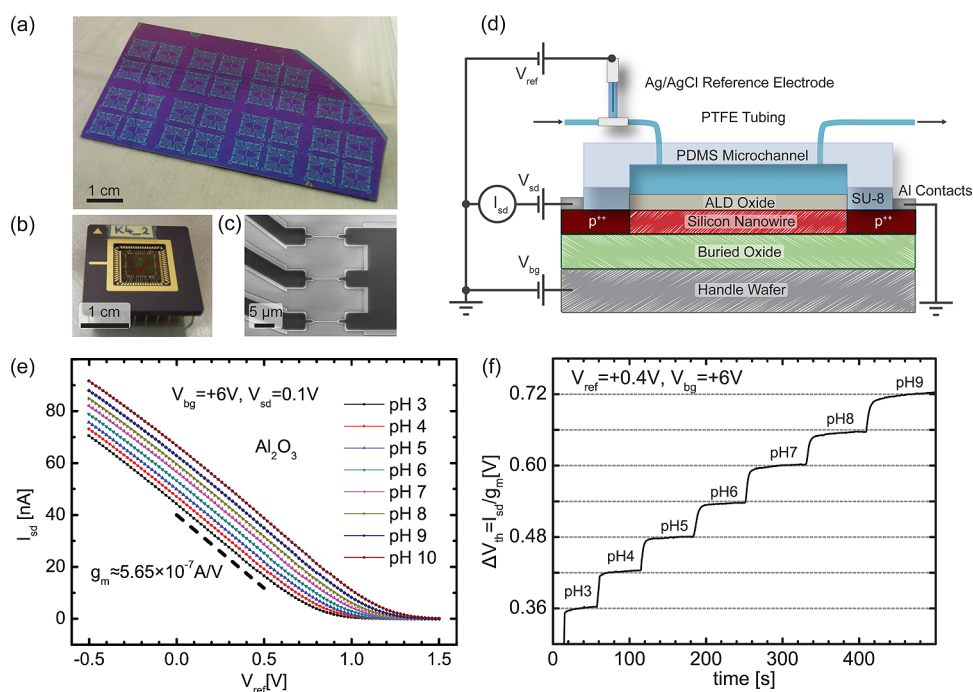 (a)
1 cm
(b)
K4_2
1 cm
(c)
5 μm
(d)
V_ref
Ag/AgCl Reference Electrode
PTFE Tubing
PDMS Microchannel
V_sd
I_sd
Al Contacts
SU-8
ALD Oxide
p⁺⁺
Silicon Nanowire
p⁺⁺
Buried Oxide
V_bg
Handle Wafer
(e)
V_bg=+6V, V_sd=0.1V
Al₂O₃
pH 3
pH 4
pH 5
pH 6
pH 7
pH 8
pH 9
pH 10
g_m≈5.65×10⁻⁷A/V
I_sd [nA]
80
60
40
20
0
-0.5
0.0
0.5
1.0
1.5
V_ref[V]
(f)
V_ref=+0.4V, V_bg=+6V
pH9
pH8
pH7
pH6
pH5
pH4
pH3
ΔV_th=I_sd/g_m[V]
0.72
0.60
0.48
0.36
0
100
200
300
400
time [s]